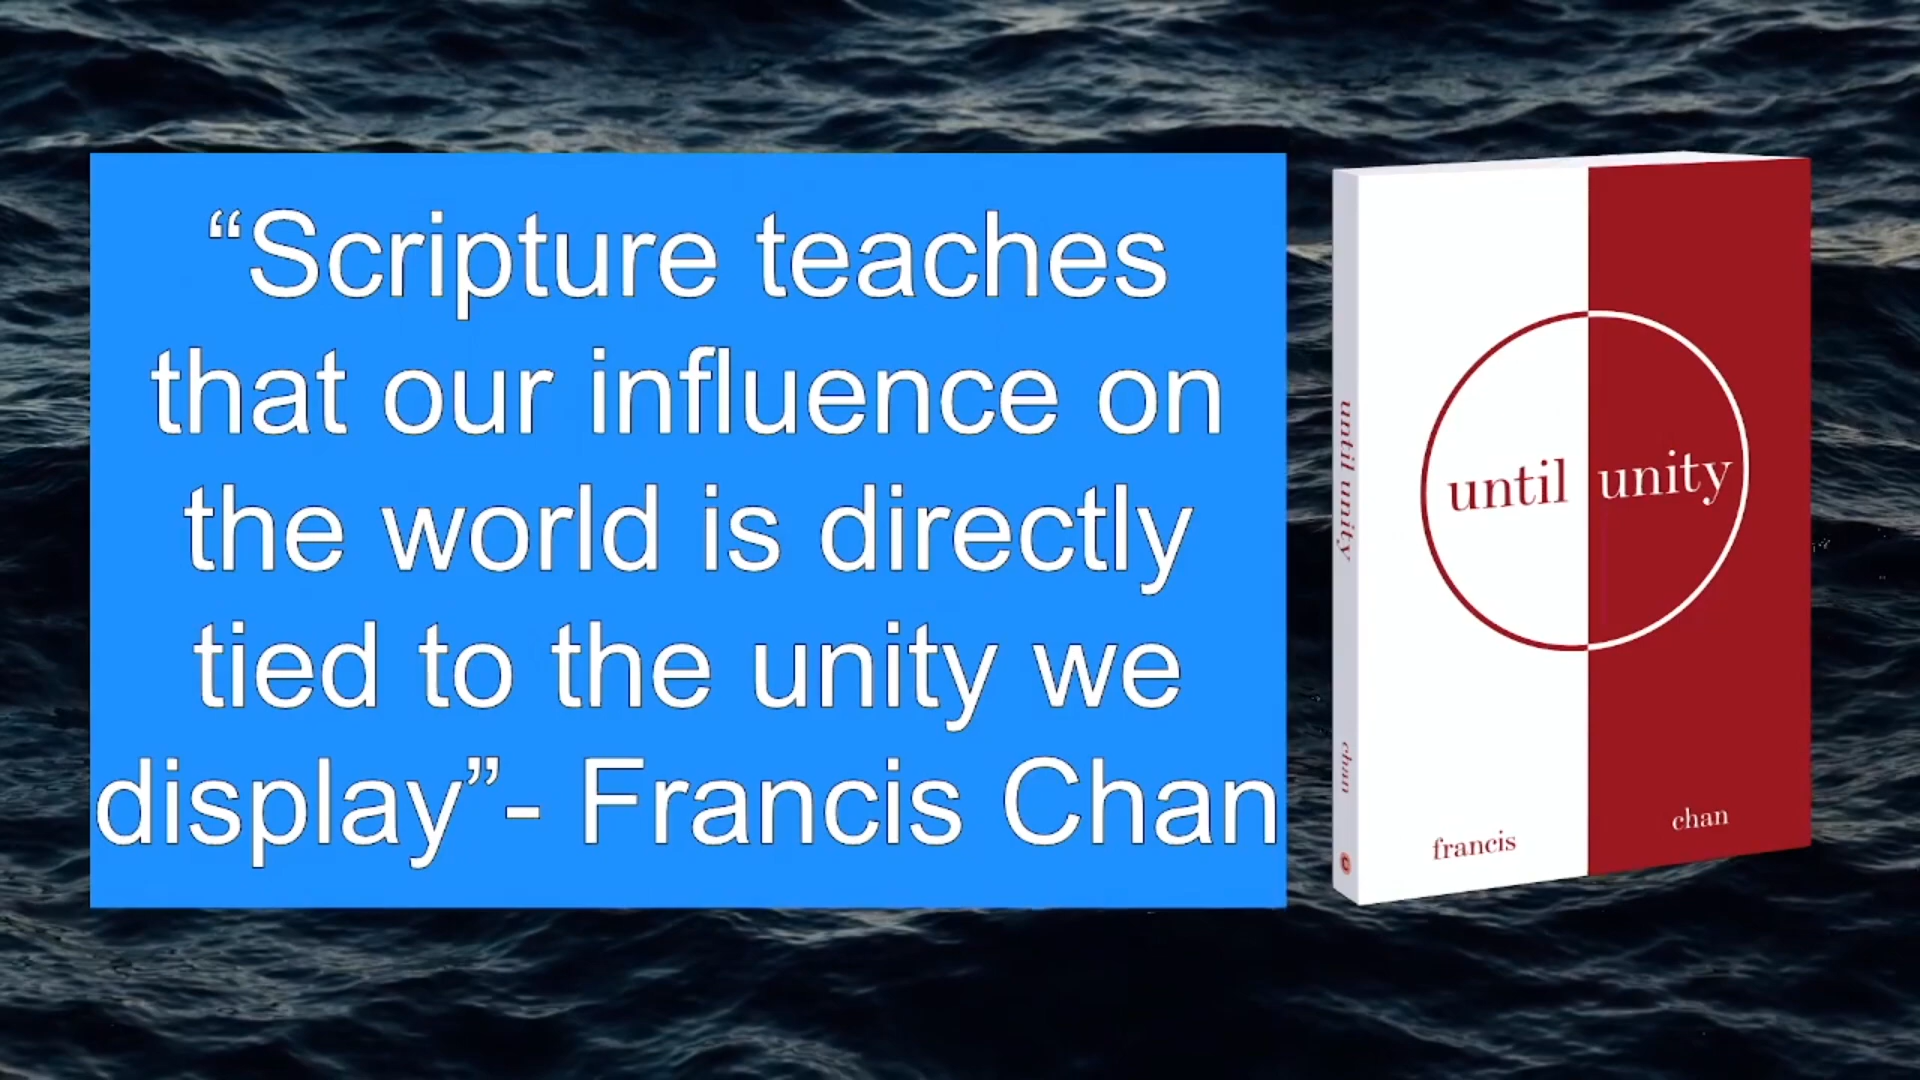 “Scripture teaches
that our influence on
the world is directly
tied to the unity we
display”- Francis Chan
until unity
chan
until unity
francis
chan